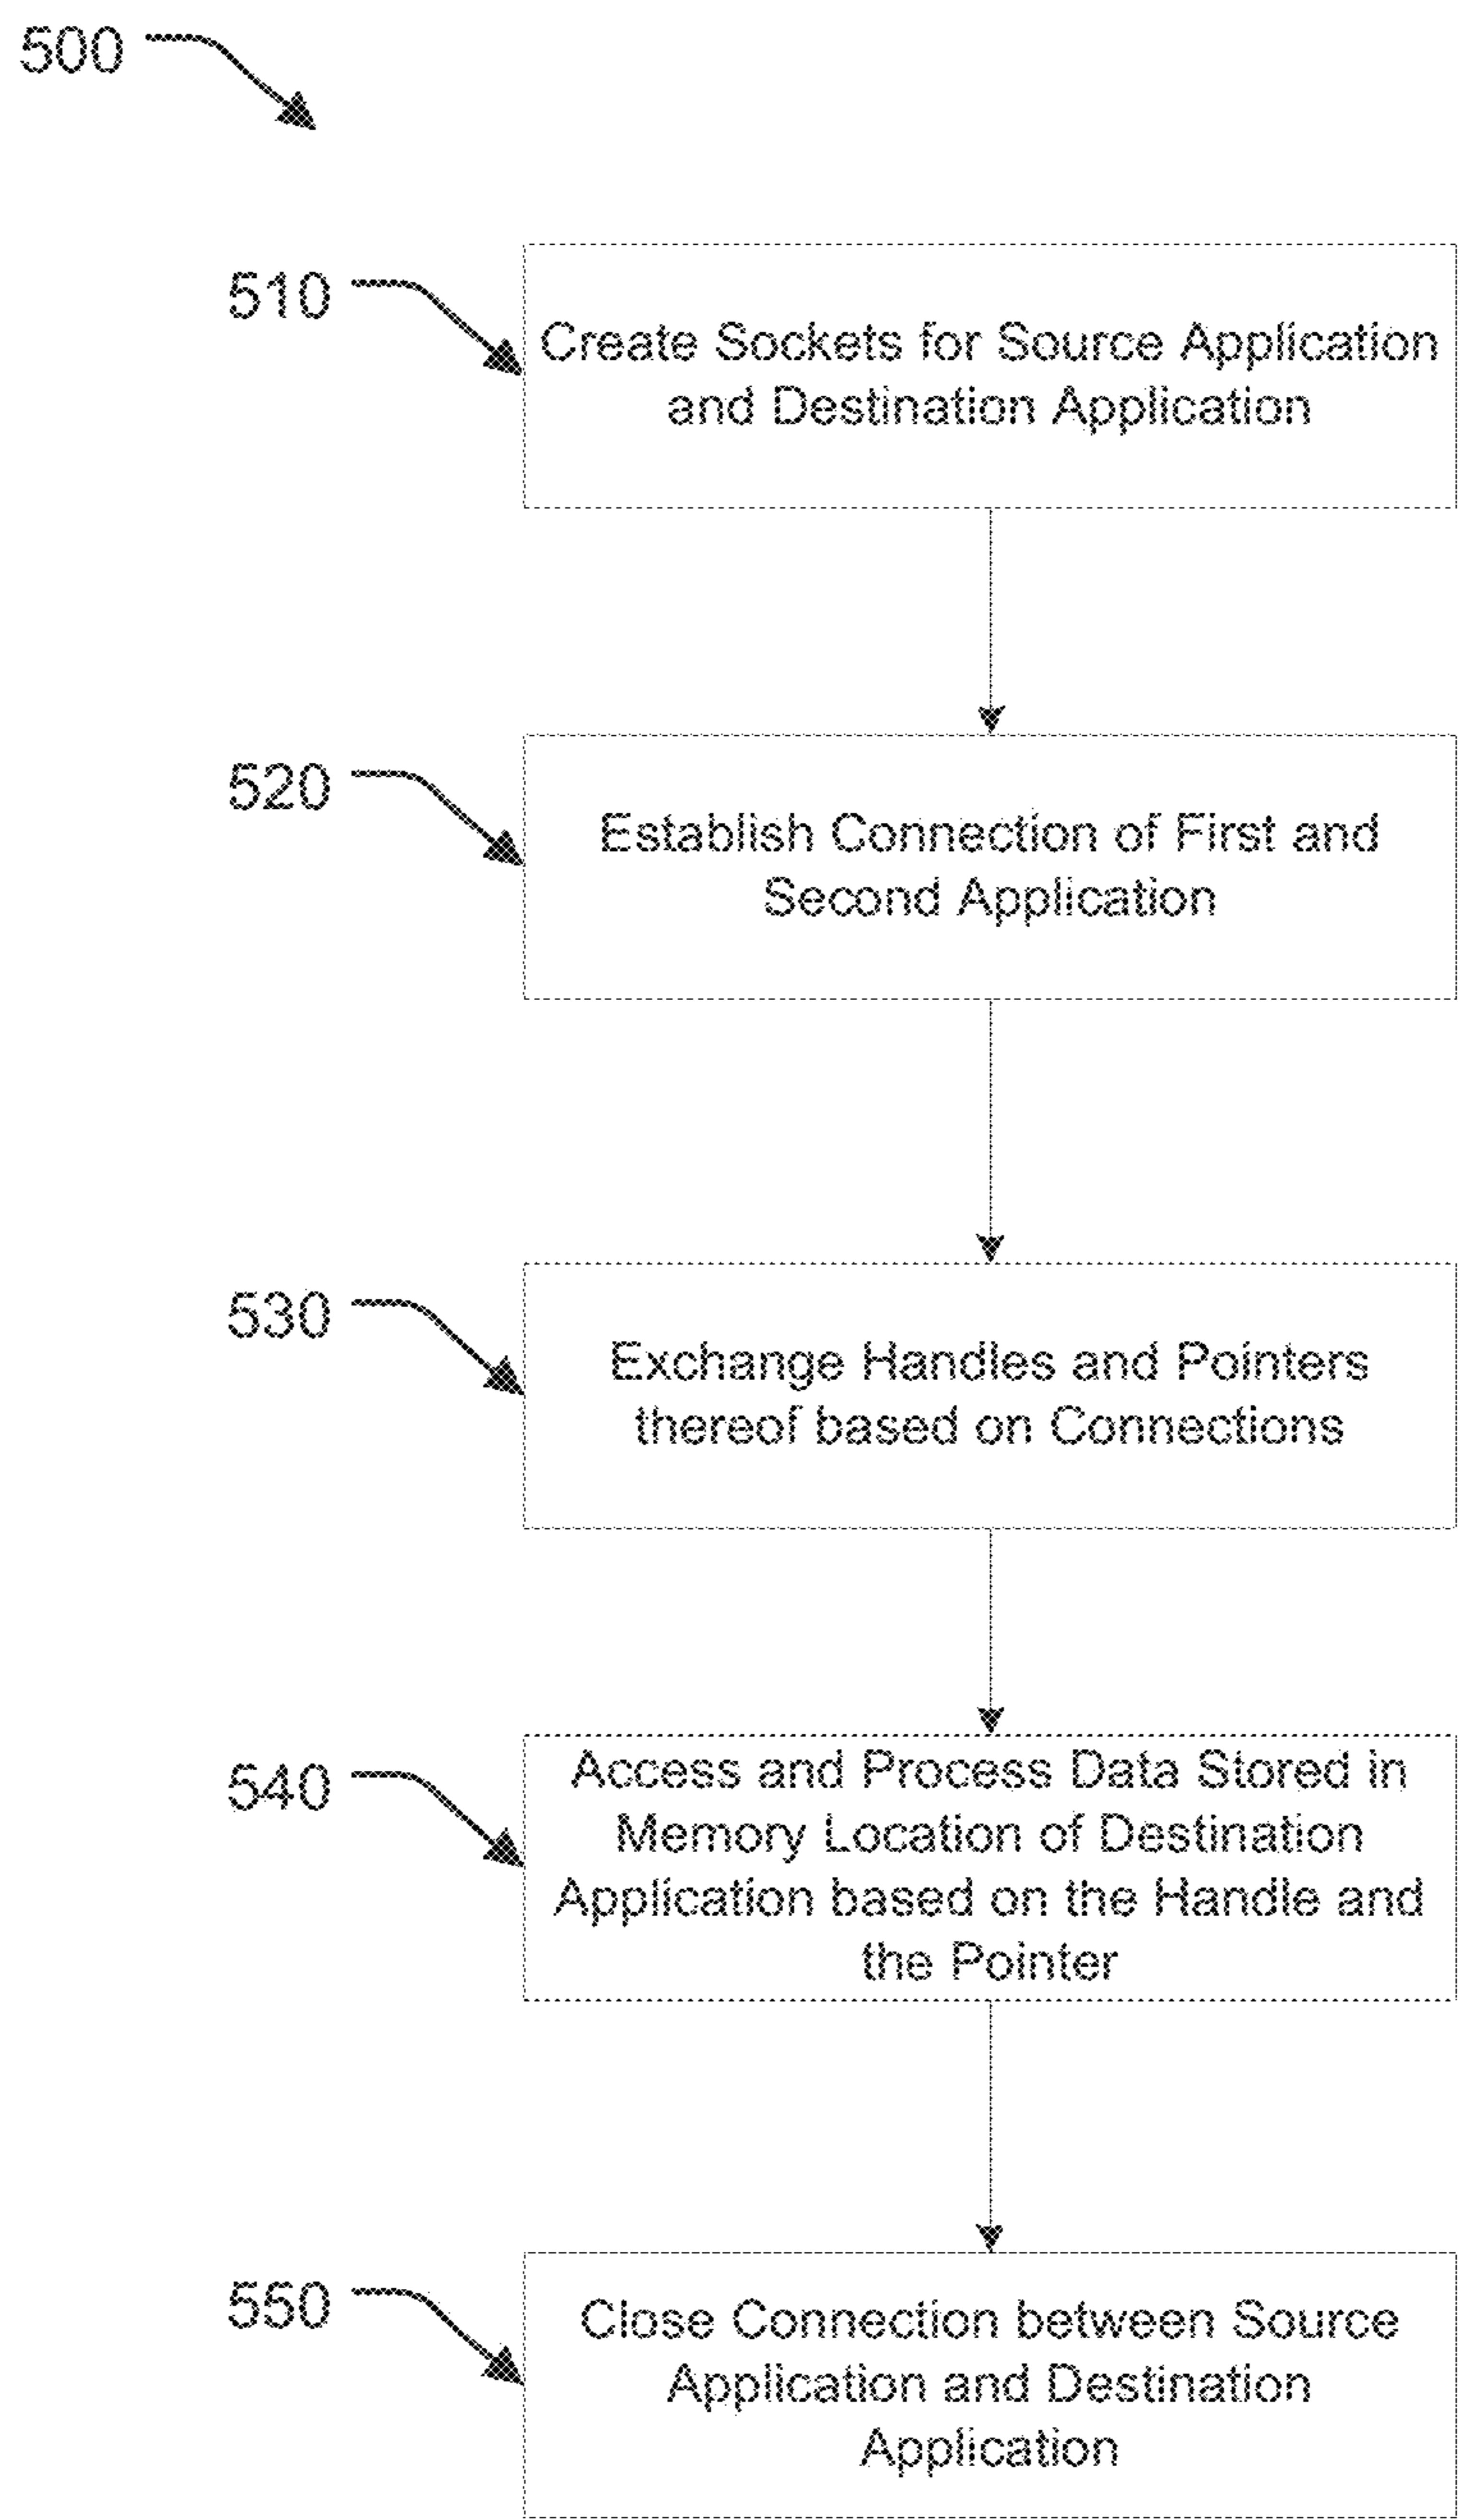 500
510
Create Sockets for Source Application
and Destination Application
520
Establish Connection of First and
Second Application
530
Exchange Handles and Pointers
thereof based on Connections
540
Access and Process Data Stored in
Memory Location of Destination
Application based on the Handle and
the Pointer
550
Close Connection between Source
Application and Destination
Application